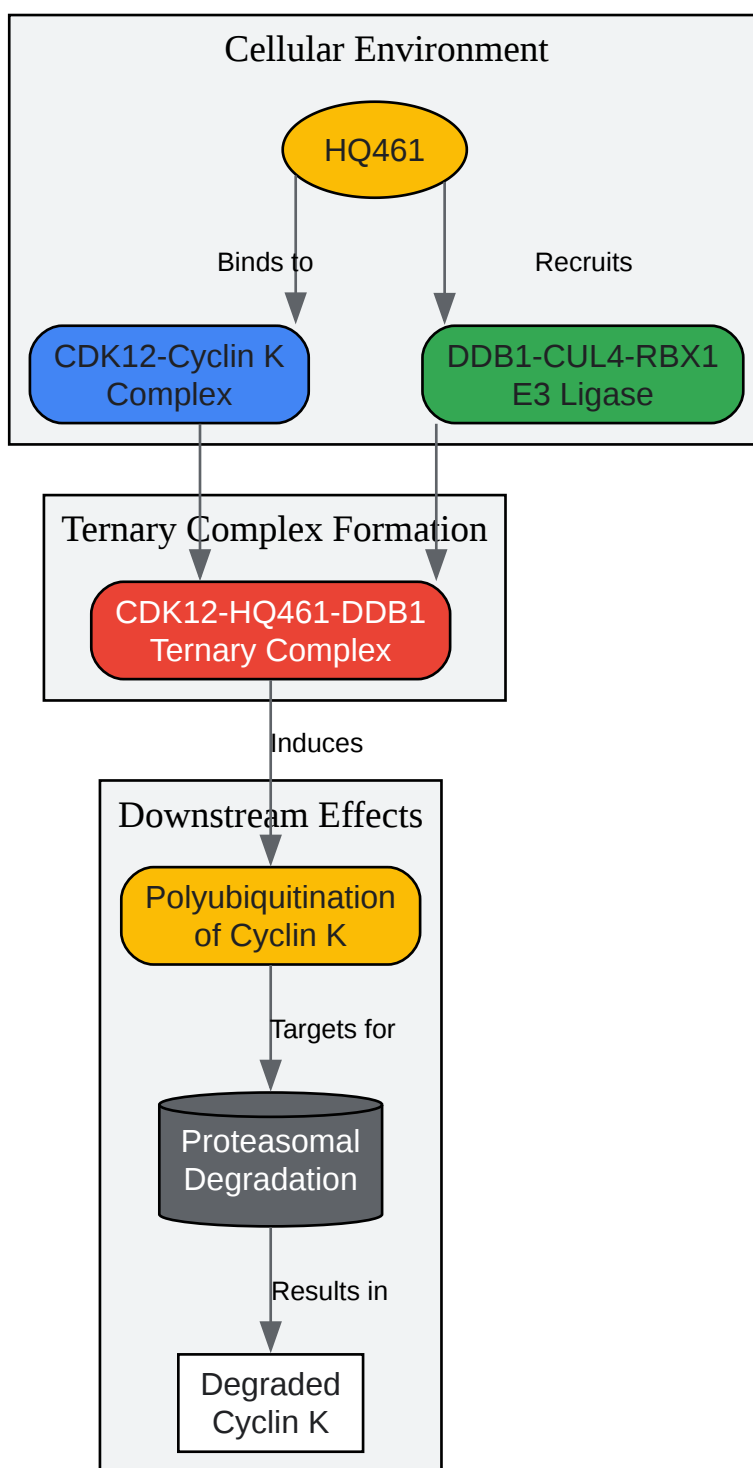 Cellular Environment
HQ461
Binds to
Recruits
CDK12-Cyclin K
Complex
DDB1-CUL4-RBX1
E3 Ligase
Ternary Complex Formation
CDK12-HQ461-DDB1
Ternary Complex
Induces
Downstream Effects
Polyubiquitination
of Cyclin K
Targets for
Proteasomal
Degradation
Results in
Degraded
Cyclin K